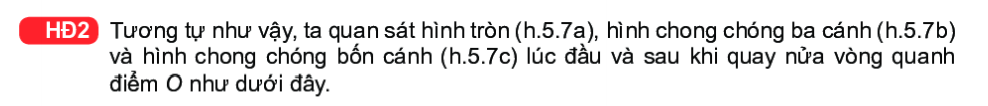 HĐ2 Tương tự như vậy, ta quan sát hình tròn (h.5.7a), hình chong chóng ba cánh (h.5.7b)
và hình chong chóng bốn cánh (h.5.7c) lúc đầu và sau khi quay nửa vòng quanh
điểm O như dưới đây.